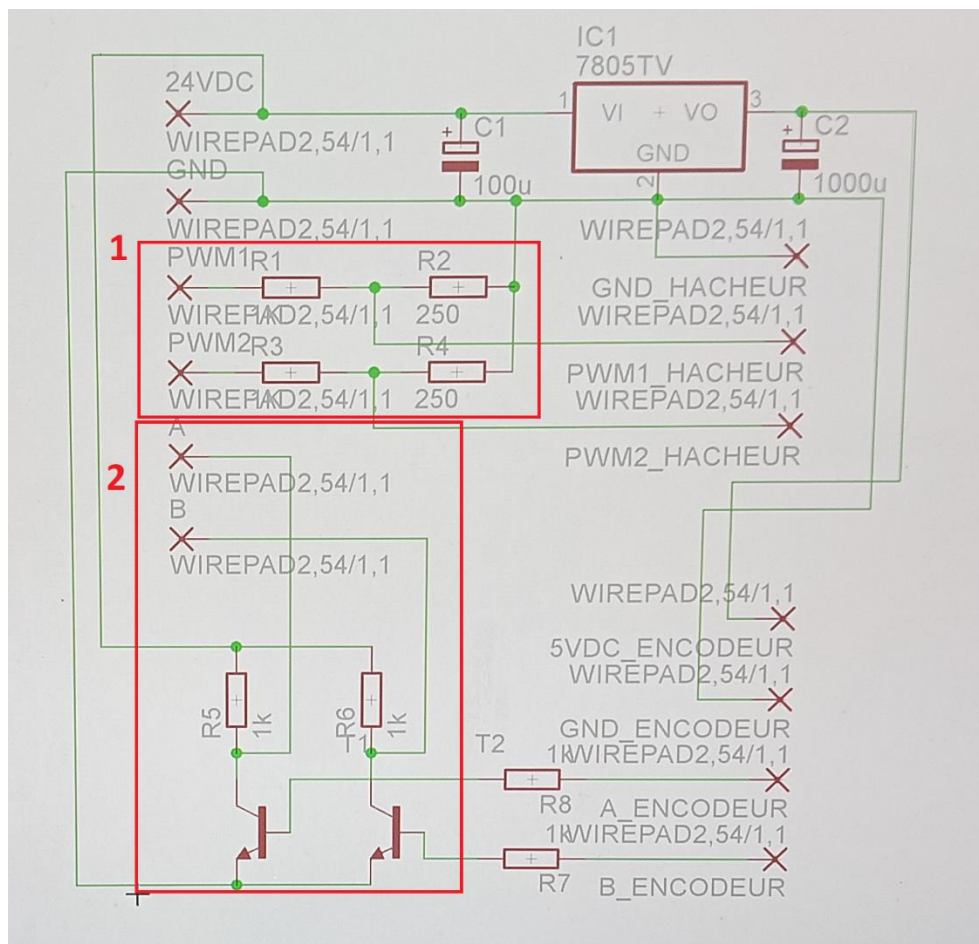 IC1
7805TV
24VDC
1
VI
VO
3
WIREPAD2,54/1,1
C1
C2
GND
GND
2
100u
1000u
WIREPAD2,54/1,1
WIREPAD2,54/1,1
1
PWM1
R1
R2
GND_HACHEUR
WIREPAD2,54/1,1
250
WIREPAD2,54/1,1
PWM2
R3
R4
PWM1_HACHEUR
WIREPAD2,54/1,1
250
WIREPAD2,54/1,1
A
PWM2_HACHEUR
2
WIREPAD2,54/1,1
B
WIREPAD2,54/1,1
WIREPAD2,54/1,1
5VDC_ENCODEUR
WIREPAD2,54/1,1
R5
1k
R6
1k
T1
T2
GND_ENCODEUR
1k
WIREPAD2,54/1,1
R8
A_ENCODEUR
1k
WIREPAD2,54/1,1
R7
B_ENCODEUR